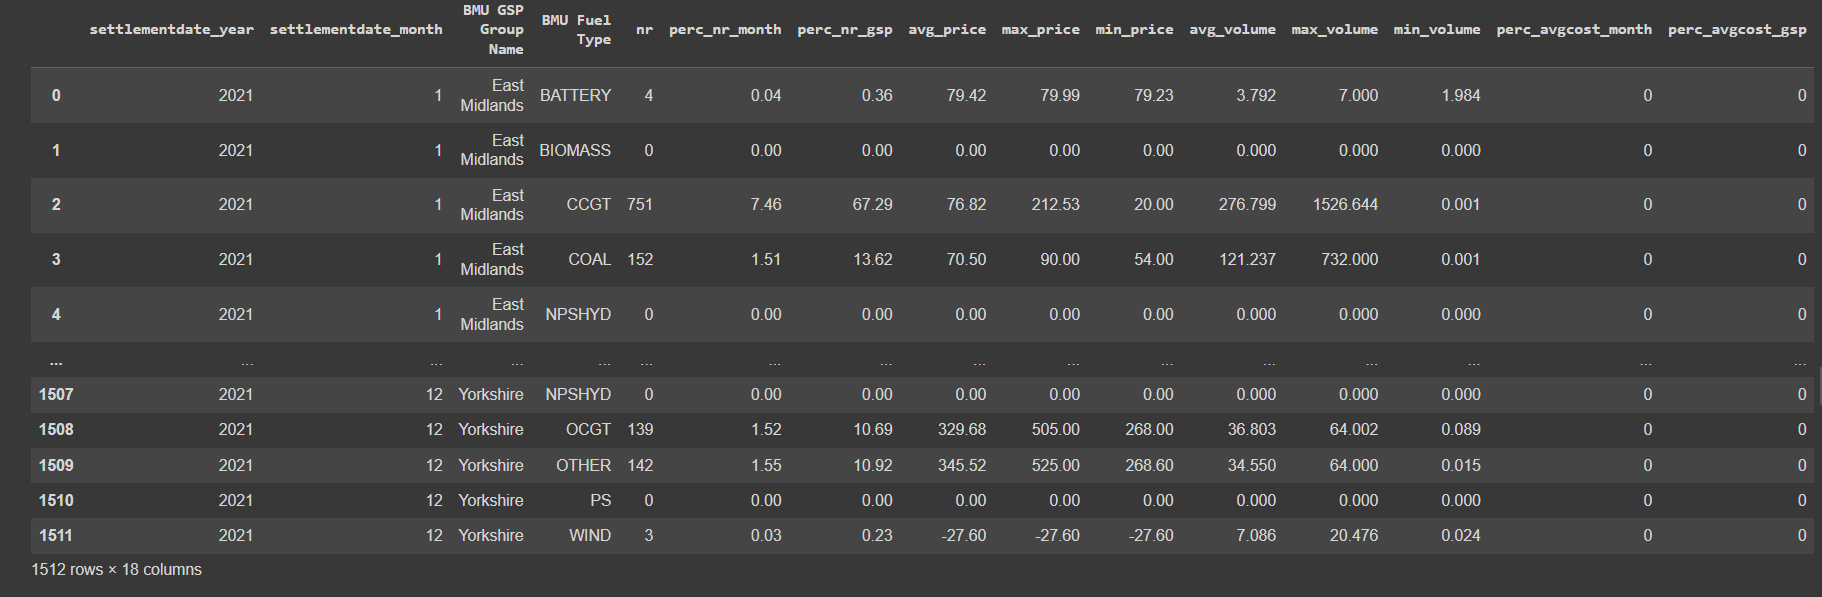 settlementdate_year settlementdate_month BMU GSP Group Name BMU Fuel Type nr perc_nr_month perc_nr_gsp avg_price max_price min_price avg_volume max_volume min_volume perc_avgcost_month perc_avgcost_gsp
0 2021 1 East Midlands BATTERY 4 0.04 0.36 79.42 79.99 79.23 3.792 7.000 1.984 0 0
1 2021 1 East Midlands BIOMASS 0 0.00 0.00 0.00 0.00 0.00 0.000 0.000 0.000 0 0
2 2021 1 East Midlands CCGT 751 7.46 67.29 76.82 212.53 20.00 276.799 1526.644 0.001 0 0
3 2021 1 East Midlands COAL 152 1.51 13.62 70.50 90.00 54.00 121.237 732.000 0.001 0 0
4 2021 1 East Midlands NPSHYD 0 0.00 0.00 0.00 0.00 0.00 0.000 0.000 0.000 0 0
... ... ... ... ... ... ... ... ... ... ... ... ... ... ... ...
1507 2021 12 Yorkshire NPSHYD 0 0.00 0.00 0.00 0.00 0.00 0.000 0.000 0.000 0 0
1508 2021 12 Yorkshire OCGT 139 1.52 10.69 329.68 505.00 268.00 36.803 64.002 0.089 0 0
1509 2021 12 Yorkshire OTHER 142 1.55 10.92 345.52 525.00 268.60 34.550 64.000 0.015 0 0
1510 2021 12 Yorkshire PS 0 0.00 0.00 0.00 0.00 0.00 0.000 0.000 0.000 0 0
1511 2021 12 Yorkshire WIND 3 0.03 0.23 -27.60 -27.60 -27.60 7.086 20.476 0.024 0 0
1512 rows × 18 columns